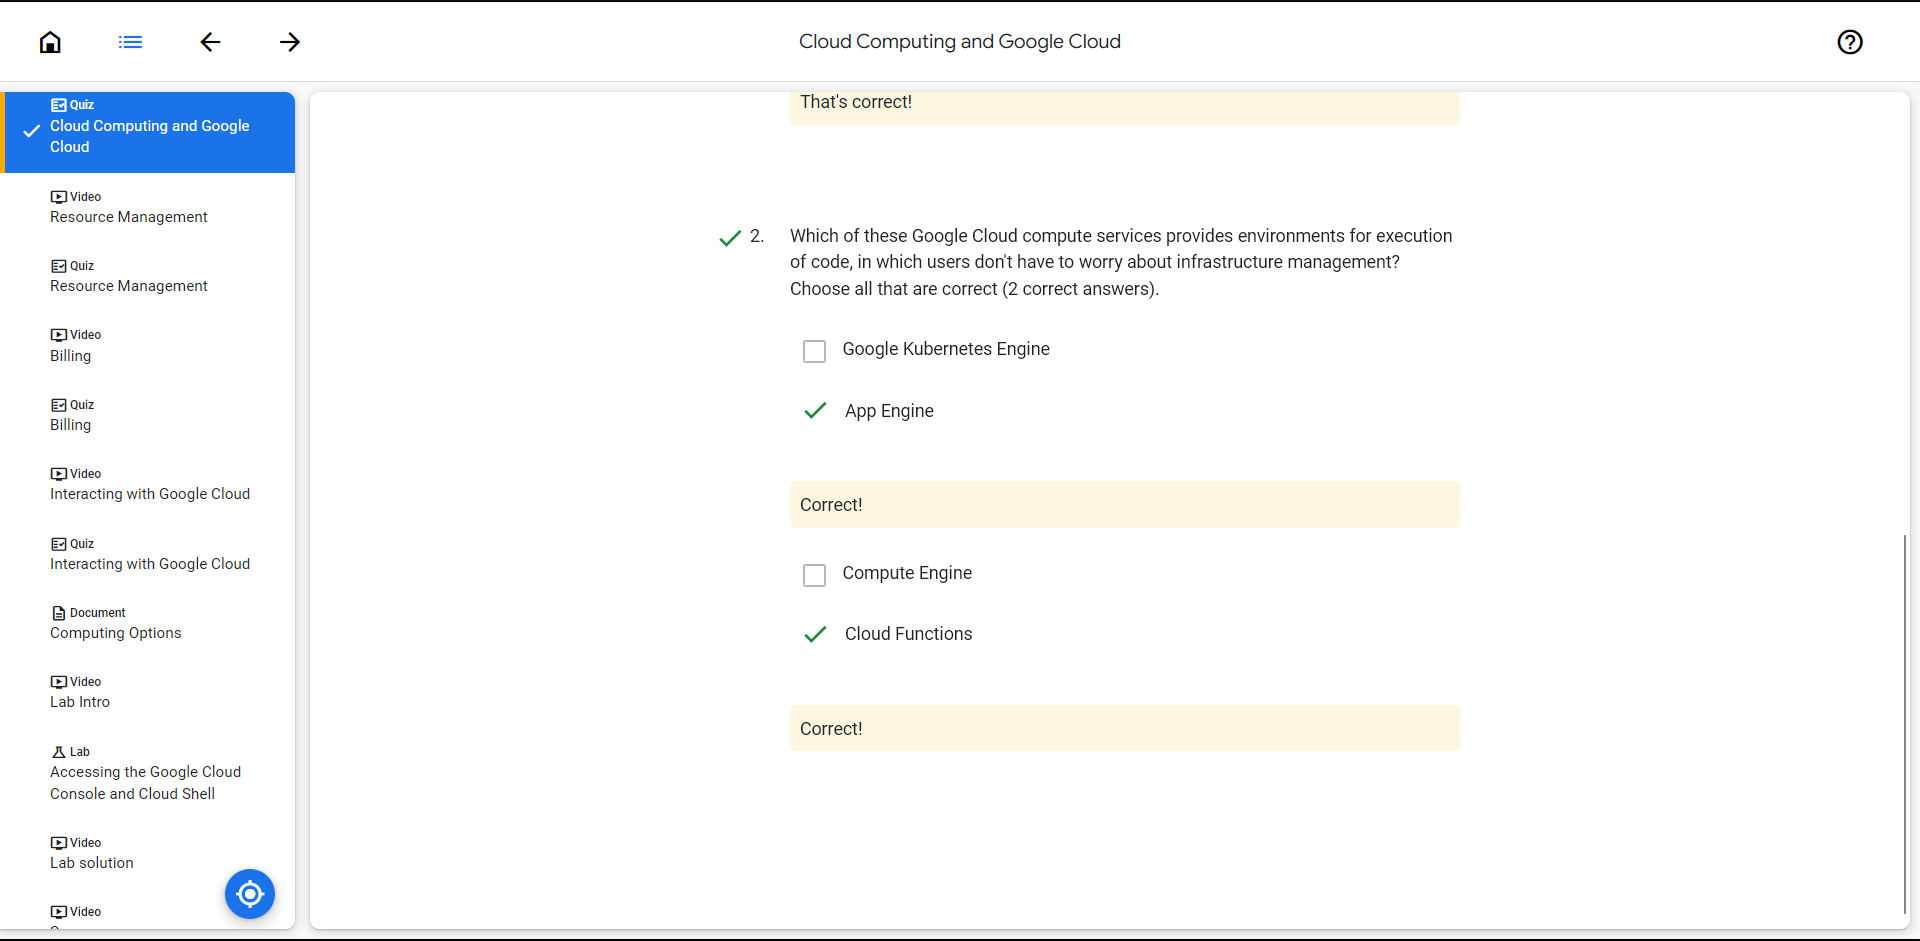 Cloud Computing and Google Cloud
Quiz
Cloud Computing and Google
Cloud
Video
Resource Management
Quiz
Resource Management
Video
Billing
Quiz
Billing
Video
Interacting with Google Cloud
Quiz
Interacting with Google Cloud
Document
Computing Options
Video
Lab Intro
Lab
Accessing the Google Cloud
Console and Cloud Shell
Video
Lab solution
Video
That's correct!
2. Which of these Google Cloud compute services provides environments for execution
of code, in which users don't have to worry about infrastructure management?
Choose all that are correct (2 correct answers).
Google Kubernetes Engine
App Engine
Correct!
Compute Engine
Cloud Functions
Correct!